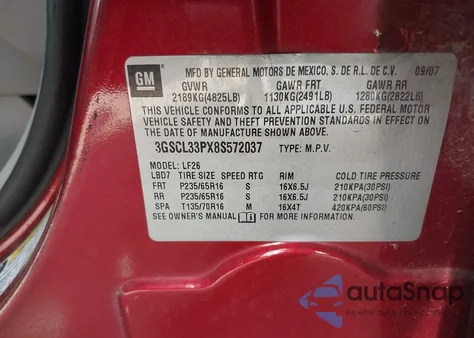 GM
MFD BY GENERAL MOTORS DE MEXICO, S. DE R.L. DE C.V. 09/07
GVWR GAWR FRT GAWR RR
2189KG(4825LB) 1130KG(2491LB) 1280KG(2822LB)
THIS VEHICLE CONFORMS TO ALL APPLICABLE U.S. FEDERAL MOTOR
VEHICLE SAFETY AND THEFT PREVENTION STANDARDS IN
EFFECT ON THE DATE OF MANUFACTURE SHOWN ABOVE.
3GSCL33PX8S572037 TYPE: M.P.V.
MODEL: LF26
LBD7 TIRE SIZE SPEED RTG RIM COLD TIRE PRESSURE
FRT P235/65R16 S 16X6.5J 210KPA(30PSI)
RR P235/65R16 S 16X6.5J 210KPA(30PSI)
SPA T135/70R16 M 16X4T 420KPA(60PSI)
SEE OWNER'S MANUAL FOR ADDITIONAL INFORMATION.
autoSnap